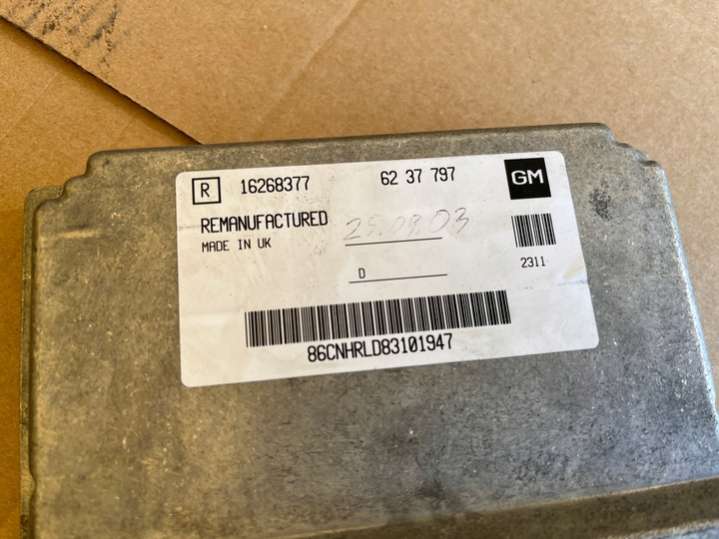 R 16268377 62 37 797 GM
REMANUFACTURED 25.09.03
MADE IN UK
D 2311
86CNHRLD83101947